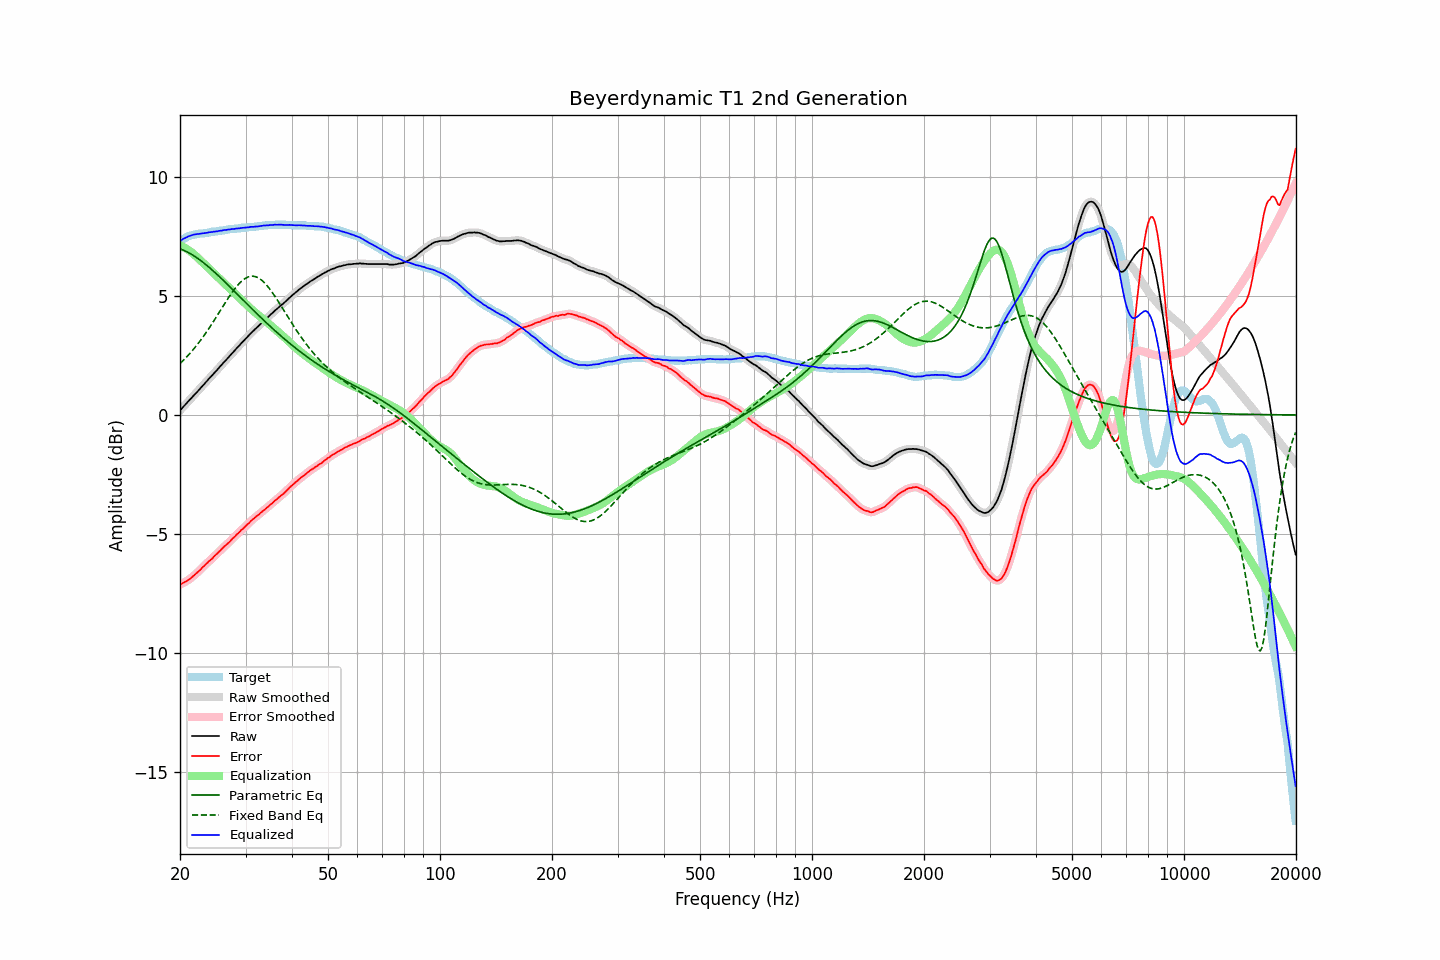 Beyerdynamic T1 2nd Generation
Amplitude (dBr)
10
5
0
−5
−10
−15
Target
Raw Smoothed
Error Smoothed
Raw
Error
Equalization
Parametric Eq
Fixed Band Eq
Equalized
20
50
100
200
500
1000
2000
5000
10000
20000
Frequency (Hz)